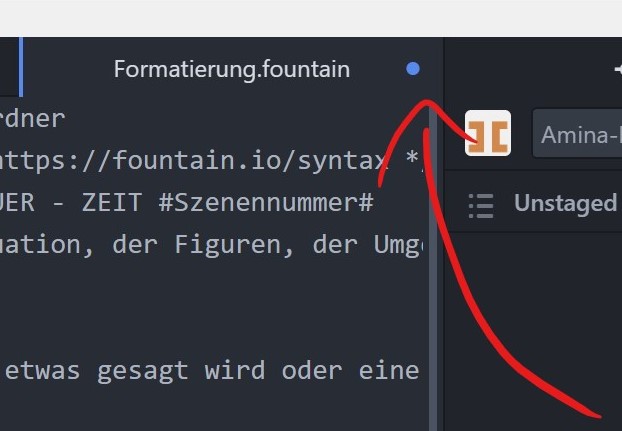 Formatierung.fountain
rdner
https://fountain.io/syntax *
UER - ZEIT #Szenennummer#
uation, der Figuren, der Umg
etwas gesagt wird oder eine
Amina-
Unstaged